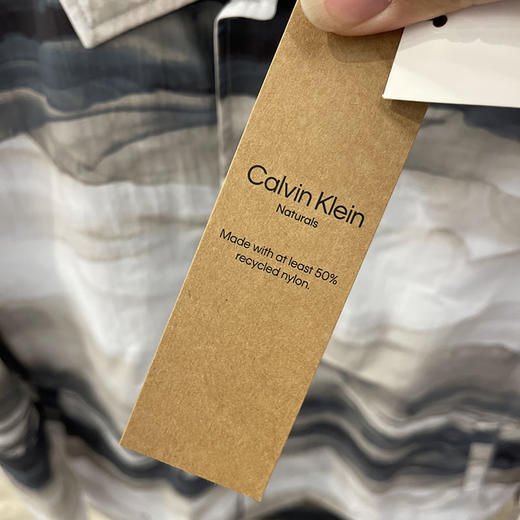 Calvin Klein
Naturals
Made with at least 50%
recycled nylon.